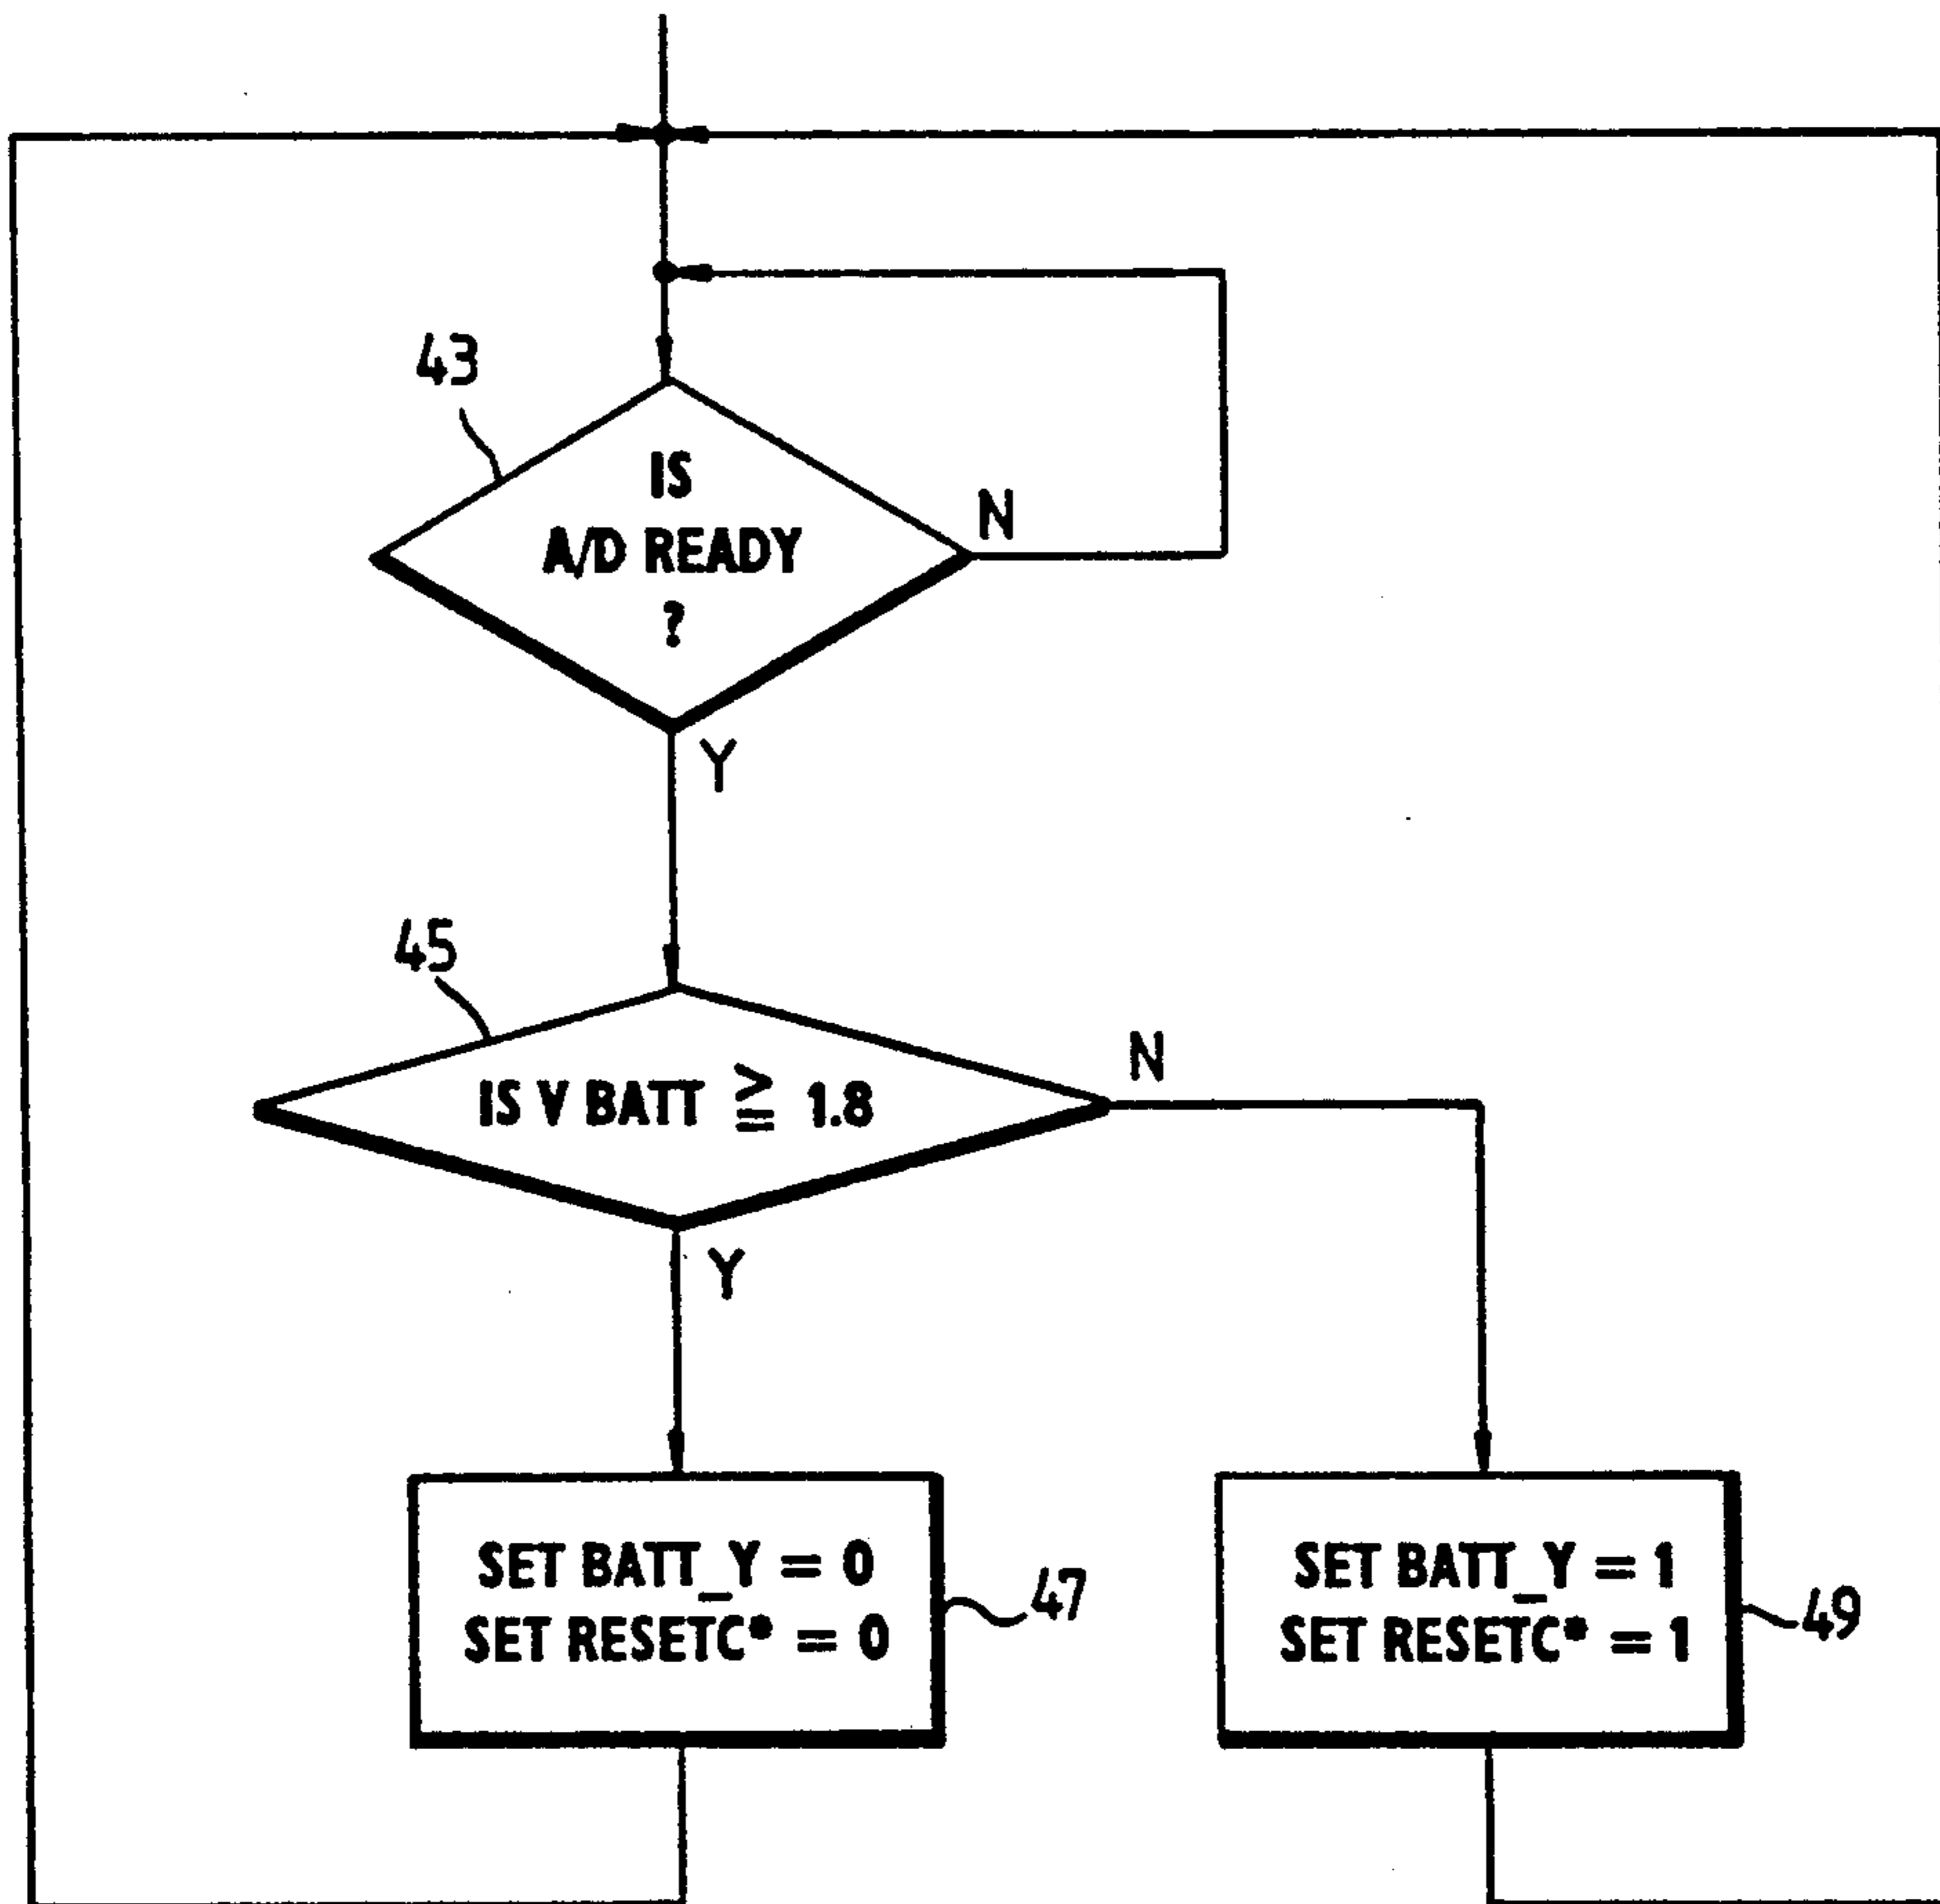 43
IS
A/D READY
?
N
Y
45
IS V BATT ≧ 1.8
N
Y
SET BATT_Y = 0
SET RESETC* = 0
47
SET BATT_Y = 1
SET RESETC* = 1
49